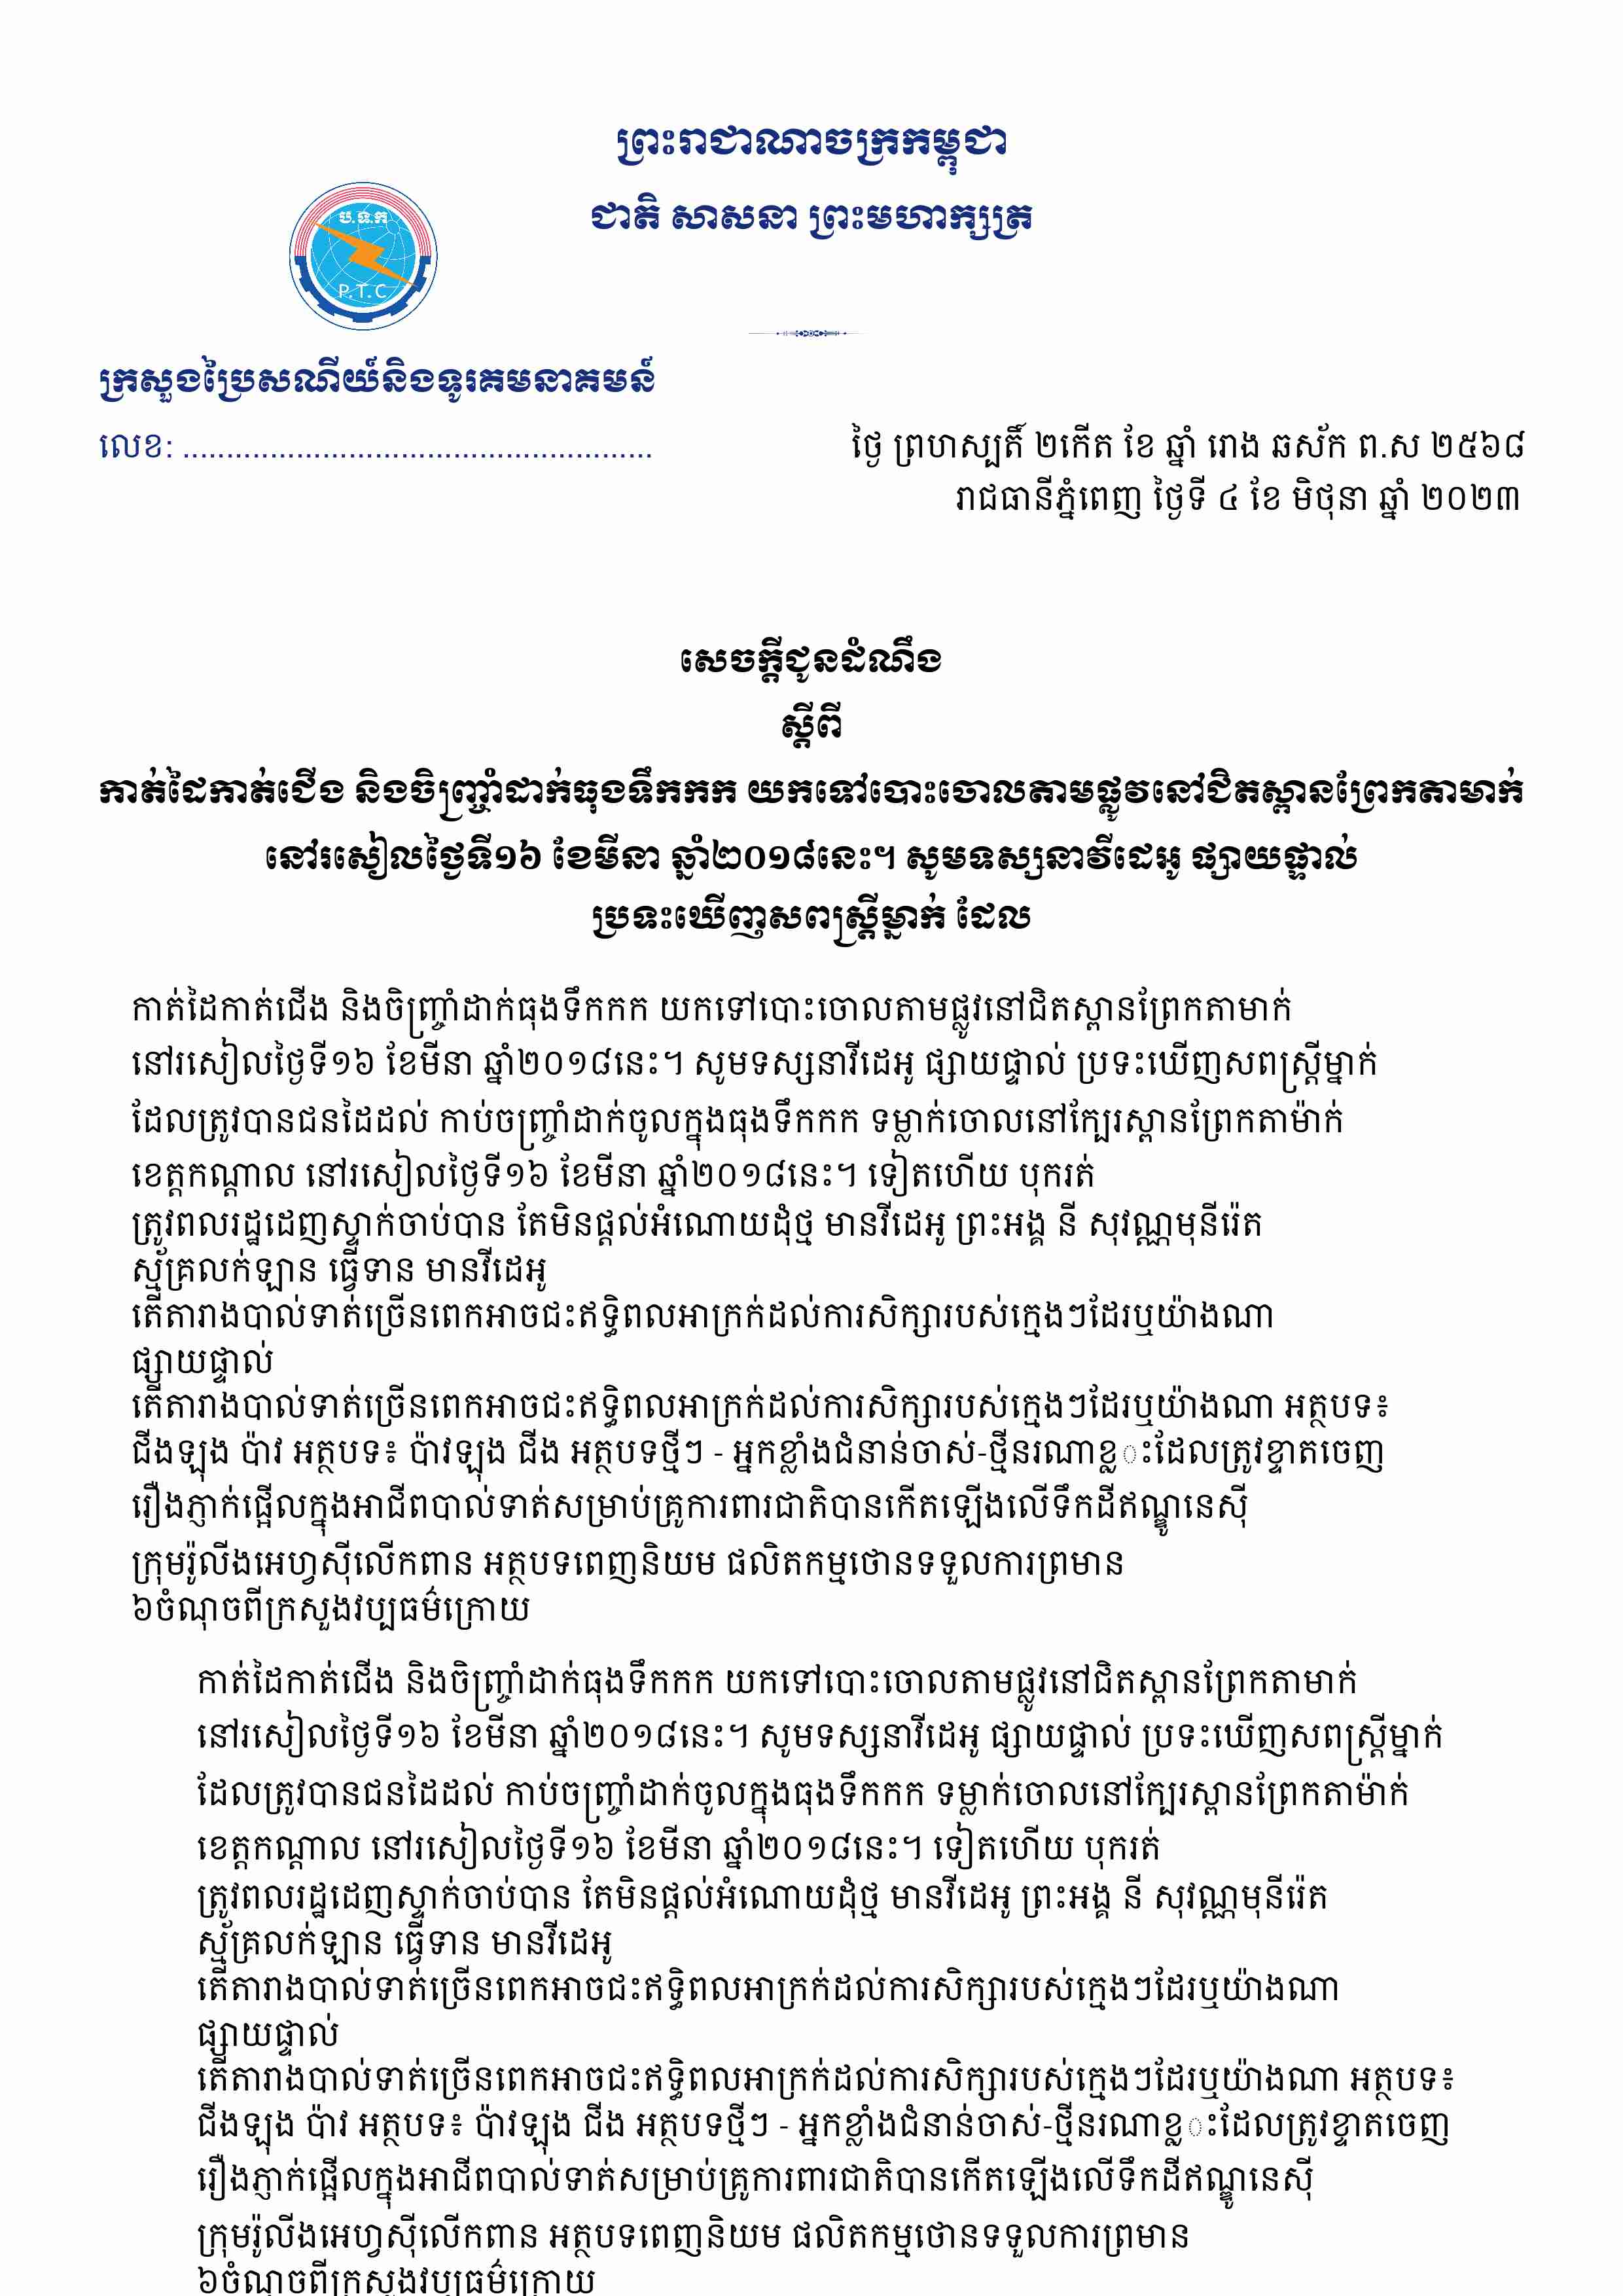 ព្រះរាជាណាចក្រកម្ពុជា
ជាតិ សាសនា ព្រះមហាក្សត្រ
ប.ទ.ក
P.T.C
ក្រសួងប្រៃសណីយ៍និងទូរគមនាគមន៍
លេខ: ......................................................
ថ្ងៃ ព្រហស្បតិ៍ ២កើត ខែ ឆ្នាំ រោង ឆស័ក ព.ស ២៥៦៨
រាជធានីភ្នំពេញ ថ្ងៃទី ៤ ខែ មិថុនា ឆ្នាំ ២០២៣
សេចក្តីជូនដំណឹង
ស្តីពី
កាត់ដៃកាត់ជើង និងចិញ្ច្រាំដាក់ធុងទឹកកក យកទៅបោះចោលតាមផ្លូវនៅជិតស្ពានព្រែកតាមាក់
នៅរសៀលថ្ងៃទី១៦ ខែមីនា ឆ្នាំ២០១៨នេះ។ សូមទស្សនាវីដេអូ ផ្សាយផ្ទាល់
ប្រទះឃើញសពស្ត្រីម្នាក់ ដែល
កាត់ដៃកាត់ជើង និងចិញ្ច្រាំដាក់ធុងទឹកកក យកទៅបោះចោលតាមផ្លូវនៅជិតស្ពានព្រែកតាមាក់
នៅរសៀលថ្ងៃទី១៦ ខែមីនា ឆ្នាំ២០១៨នេះ។ សូមទស្សនាវីដេអូ ផ្សាយផ្ទាល់ ប្រទះឃើញសពស្ត្រីម្នាក់
ដែលត្រូវបានជនដៃដល់ កាប់ចញ្ច្រាំដាក់ចូលក្នុងធុងទឹកកក ទម្លាក់ចោលនៅក្បែរស្ពានព្រែកតាម៉ាក់
ខេត្តកណ្តាល នៅរសៀលថ្ងៃទី១៦ ខែមីនា ឆ្នាំ២០១៨នេះ។ ទៀតហើយ បុករត់
ត្រូវពលរដ្ឋដេញស្ទាក់ចាប់បាន តែមិនផ្តល់អំណោយដុំថ្ម មានវីដេអូ ព្រះអង្គ នី សុវណ្ណមុនីរ៉េត
ស្ម័គ្រលក់ឡាន ធ្វើទាន មានវីដេអូ
តើតារាងបាល់ទាត់ច្រើនពេកអាចជះឥទ្ធិពលអាក្រក់ដល់ការសិក្សារបស់ក្មេងៗដែរឬយ៉ាងណា
ផ្សាយផ្ទាល់
តើតារាងបាល់ទាត់ច្រើនពេកអាចជះឥទ្ធិពលអាក្រក់ដល់ការសិក្សារបស់ក្មេងៗដែរឬយ៉ាងណា អត្ថបទ៖
ជីងឡុង ប៉ាវ អត្ថបទ៖ ប៉ាវឡុង ជីង អត្ថបទថ្មីៗ - អ្នកខ្លាំងជំនាន់ចាស់-ថ្មីនរណាខ្ល◌ះដែលត្រូវខ្ទាតចេញ
រឿងភ្ញាក់ផ្អើលក្នុងអាជីពបាល់ទាត់សម្រាប់គ្រូការពារជាតិបានកើតឡើងលើទឹកដីឥណ្ឌូនេស៊ី
ក្រុមរ៉ូលីងអេហ្វស៊ីលើកពាន អត្ថបទពេញនិយម ផលិតកម្មថោនទទួលការព្រមាន
៦ចំណុចពីក្រសួងវប្បធម៌ក្រោយ
កាត់ដៃកាត់ជើង និងចិញ្ច្រាំដាក់ធុងទឹកកក យកទៅបោះចោលតាមផ្លូវនៅជិតស្ពានព្រែកតាមាក់
នៅរសៀលថ្ងៃទី១៦ ខែមីនា ឆ្នាំ២០១៨នេះ។ សូមទស្សនាវីដេអូ ផ្សាយផ្ទាល់ ប្រទះឃើញសពស្ត្រីម្នាក់
ដែលត្រូវបានជនដៃដល់ កាប់ចញ្ច្រាំដាក់ចូលក្នុងធុងទឹកកក ទម្លាក់ចោលនៅក្បែរស្ពានព្រែកតាម៉ាក់
ខេត្តកណ្តាល នៅរសៀលថ្ងៃទី១៦ ខែមីនា ឆ្នាំ២០១៨នេះ។ ទៀតហើយ បុករត់
ត្រូវពលរដ្ឋដេញស្ទាក់ចាប់បាន តែមិនផ្តល់អំណោយដុំថ្ម មានវីដេអូ ព្រះអង្គ នី សុវណ្ណមុនីរ៉េត
ស្ម័គ្រលក់ឡាន ធ្វើទាន មានវីដេអូ
តើតារាងបាល់ទាត់ច្រើនពេកអាចជះឥទ្ធិពលអាក្រក់ដល់ការសិក្សារបស់ក្មេងៗដែរឬយ៉ាងណា
ផ្សាយផ្ទាល់
តើតារាងបាល់ទាត់ច្រើនពេកអាចជះឥទ្ធិពលអាក្រក់ដល់ការសិក្សារបស់ក្មេងៗដែរឬយ៉ាងណា អត្ថបទ៖
ជីងឡុង ប៉ាវ អត្ថបទ៖ ប៉ាវឡុង ជីង អត្ថបទថ្មីៗ - អ្នកខ្លាំងជំនាន់ចាស់-ថ្មីនរណាខ្ល◌ះដែលត្រូវខ្ទាតចេញ
រឿងភ្ញាក់ផ្អើលក្នុងអាជីពបាល់ទាត់សម្រាប់គ្រូការពារជាតិបានកើតឡើងលើទឹកដីឥណ្ឌូនេស៊ី
ក្រុមរ៉ូលីងអេហ្វស៊ីលើកពាន អត្ថបទពេញនិយម ផលិតកម្មថោនទទួលការព្រមាន
៦ចំណុចពីក្រសួងវប្បធម៌ក្រោយ